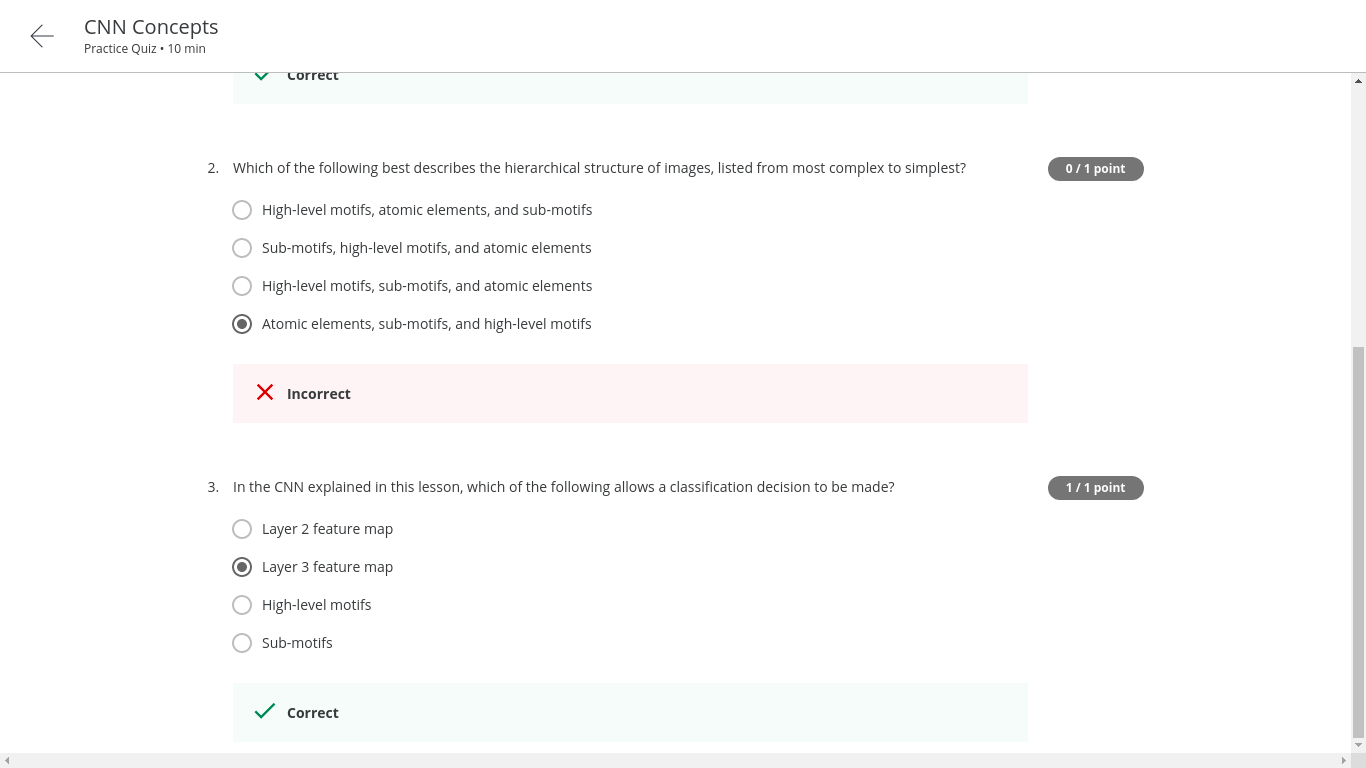 CNN Concepts
Practice Quiz • 10 min
Correct
2. Which of the following best describes the hierarchical structure of images, listed from most complex to simplest?
0 / 1 point
High-level motifs, atomic elements, and sub-motifs
Sub-motifs, high-level motifs, and atomic elements
High-level motifs, sub-motifs, and atomic elements
Atomic elements, sub-motifs, and high-level motifs
Incorrect
3. In the CNN explained in this lesson, which of the following allows a classification decision to be made?
1 / 1 point
Layer 2 feature map
Layer 3 feature map
High-level motifs
Sub-motifs
Correct